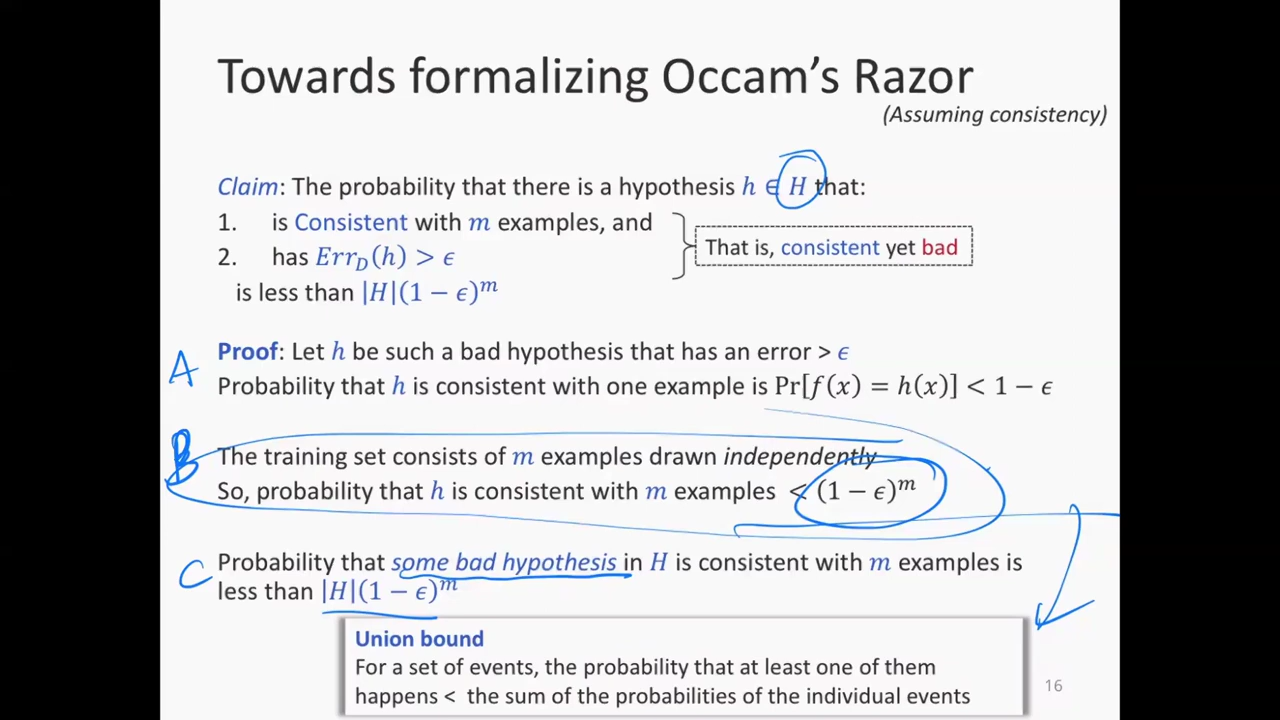 Towards formalizing Occam's Razor
(Assuming consistency)
Claim: The probability that there is a hypothesis h ∈ H that:
1. is Consistent with m examples, and
2. has Err_D(h) > ϵ
That is, consistent yet bad
is less than |H|(1 − ϵ)^m
A
Proof: Let h be such a bad hypothesis that has an error > ϵ
Probability that h is consistent with one example is Pr[f(x) = h(x)] < 1 − ϵ
B
The training set consists of m examples drawn independently
So, probability that h is consistent with m examples < (1 − ϵ)^m
C
Probability that some bad hypothesis in H is consistent with m examples is
less than |H|(1 − ϵ)^m
Union bound
For a set of events, the probability that at least one of them
happens < the sum of the probabilities of the individual events
16